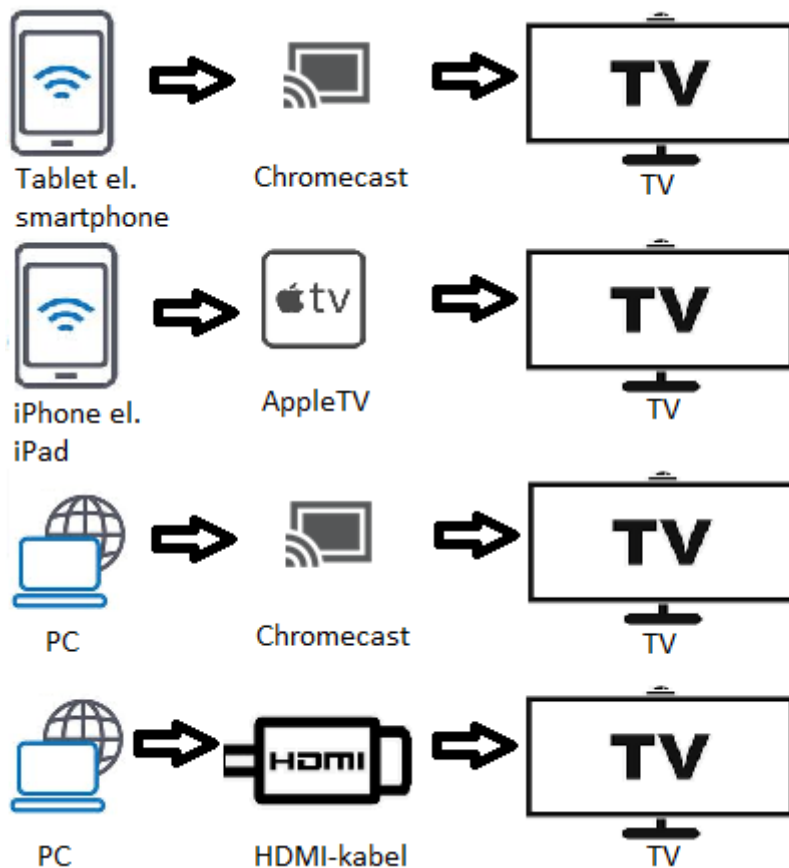 TV
Tablet el.
smartphone
Chromecast
TV
tv
TV
iPhone el.
iPad
AppleTV
TV
TV
PC
Chromecast
TV
HDMI
TV
PC
HDMI-kabel
TV